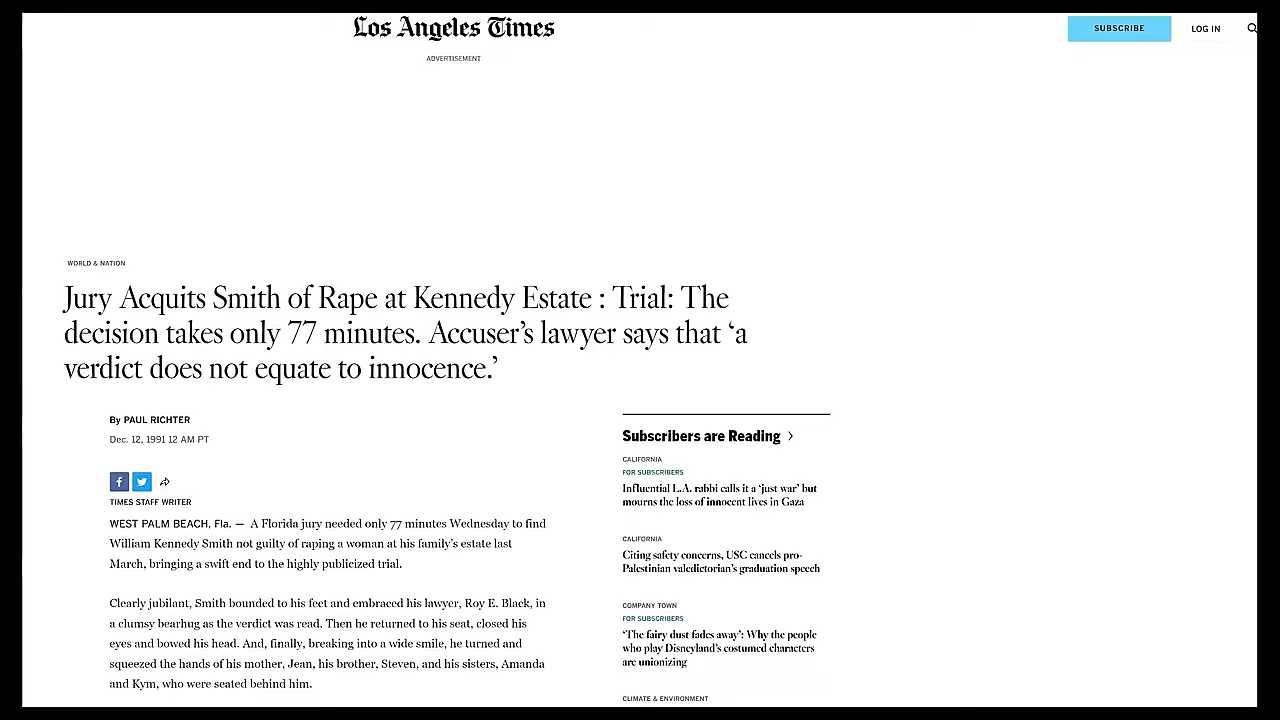 Los Angeles Times
SUBSCRIBE
LOG IN
ADVERTISEMENT
WORLD & NATION
Jury Acquits Smith of Rape at Kennedy Estate : Trial: The
decision takes only 77 minutes. Accuser’s lawyer says that ‘a
verdict does not equate to innocence.’
By PAUL RICHTER
Dec. 12, 1991 12 AM PT
TIMES STAFF WRITER
WEST PALM BEACH, Fla. — A Florida jury needed only 77 minutes Wednesday to find
William Kennedy Smith not guilty of raping a woman at his family’s estate last
March, bringing a swift end to the highly publicized trial.
Clearly jubilant, Smith bounded to his feet and embraced his lawyer, Roy E. Black, in
a clumsy bearhug as the verdict was read. Then he returned to his seat, closed his
eyes and bowed his head. And, finally, breaking into a wide smile, he turned and
squeezed the hands of his mother, Jean, his brother, Steven, and his sisters, Amanda
and Kym, who were seated behind him.
Subscribers are Reading
CALIFORNIA
FOR SUBSCRIBERS
Influential L.A. rabbi calls it a ‘just war’ but
mourns the loss of innocent lives in Gaza
CALIFORNIA
Citing safety concerns, USC cancels pro-
Palestinian valedictorian’s graduation speech
COMPANY TOWN
FOR SUBSCRIBERS
‘The fairy dust fades away’: Why the people
who play Disneyland’s costumed characters
are unionizing
CLIMATE & ENVIRONMENT